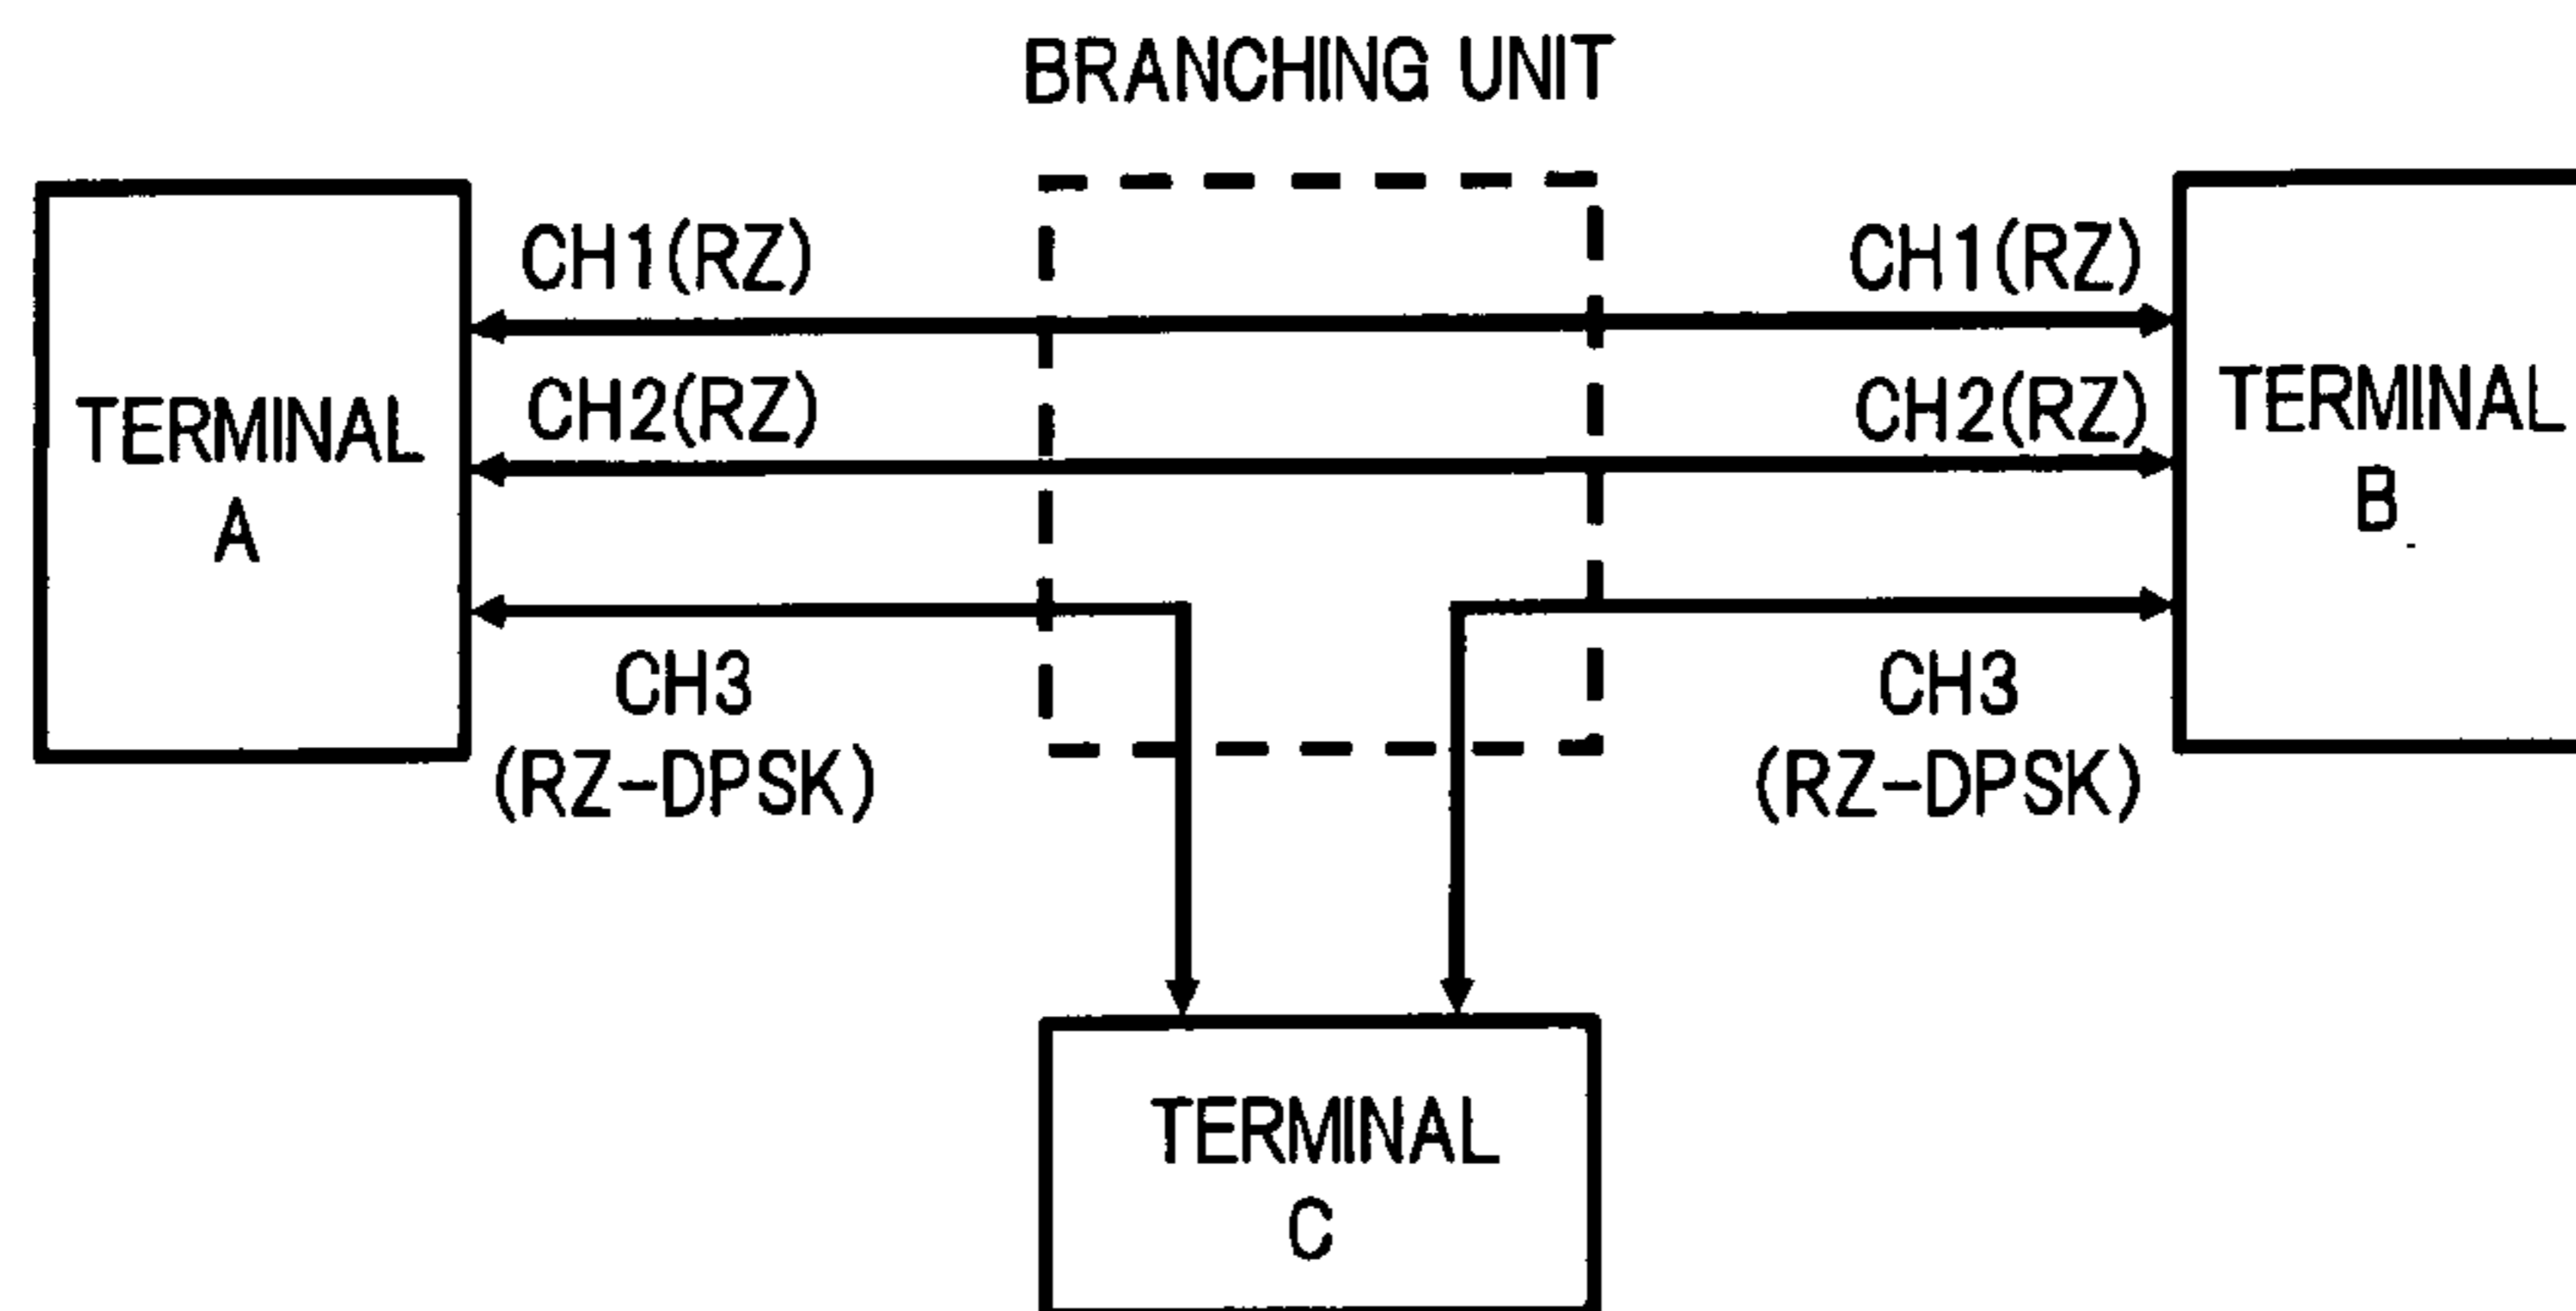 BRANCHING UNIT
CH1(RZ)
CH1(RZ)
CH2(RZ)
CH2(RZ)
TERMINAL
A
TERMINAL
B
CH3
(RZ-DPSK)
CH3
(RZ-DPSK)
TERMINAL
C